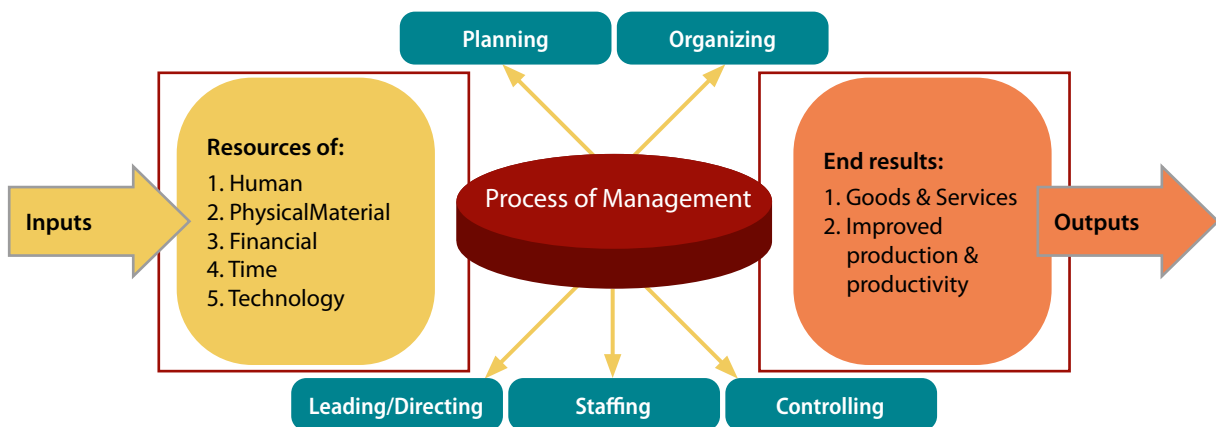 Planning
Organizing
Inputs
Resources of:
1. Human
2. PhysicalMaterial
3. Financial
4. Time
5. Technology
Process of Management
End results:
1. Goods & Services
2. Improved
production &
productivity
Outputs
Leading/Directing
Staffing
Controlling